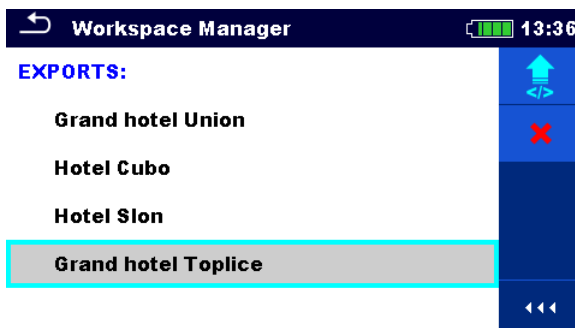 Workspace Manager
13:36
EXPORTS:
</>
Grand hotel Union
Hotel Cubo
Hotel Slon
Grand hotel Toplice